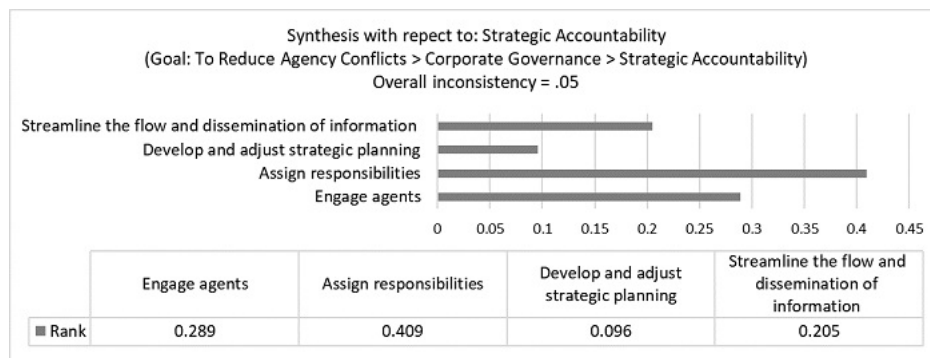 Synthesis with repect to: Strategic Accountability
(Goal: To Reduce Agency Conflicts > Corporate Governance > Strategic Accountability)
Overall inconsistency = .05
Streamline the flow and dissemination of information
Develop and adjust strategic planning
Assign responsibilities
Engage agents
0 0.05 0.1 0.15 0.2 0.25 0.3 0.35 0.4 0.45
Engage agents
Assign responsibilities
Develop and adjust
strategic planning
Streamline the flow and
dissemination of
information
Rank 0.289 0.409 0.096 0.205